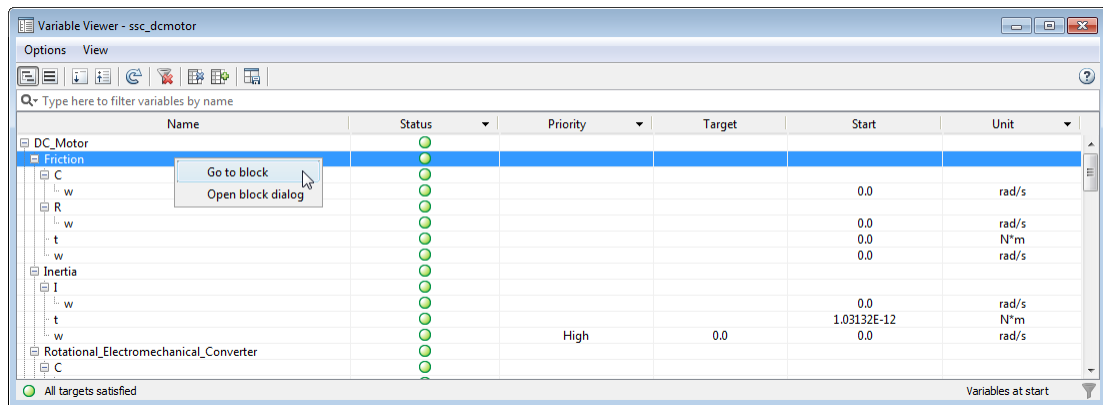 Variable Viewer - ssc_dcmotor
Options View
Type here to filter variables by name
Name Status Priority Target Start Unit
DC_Motor
Friction
Go to block
C
Open block dialog
w 0.0 rad/s
R
w 0.0 rad/s
t 0.0 N*m
w 0.0 rad/s
Inertia
I
w 0.0 rad/s
t 1.03132E-12 N*m
w High 0.0 0.0 rad/s
Rotational_Electromechanical_Converter
C
All targets satisfied Variables at start